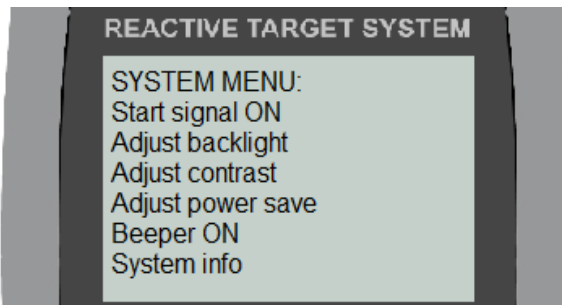 REACTIVE TARGET SYSTEM
SYSTEM MENU:
Start signal ON
Adjust backlight
Adjust contrast
Adjust power save
Beeper ON
System info